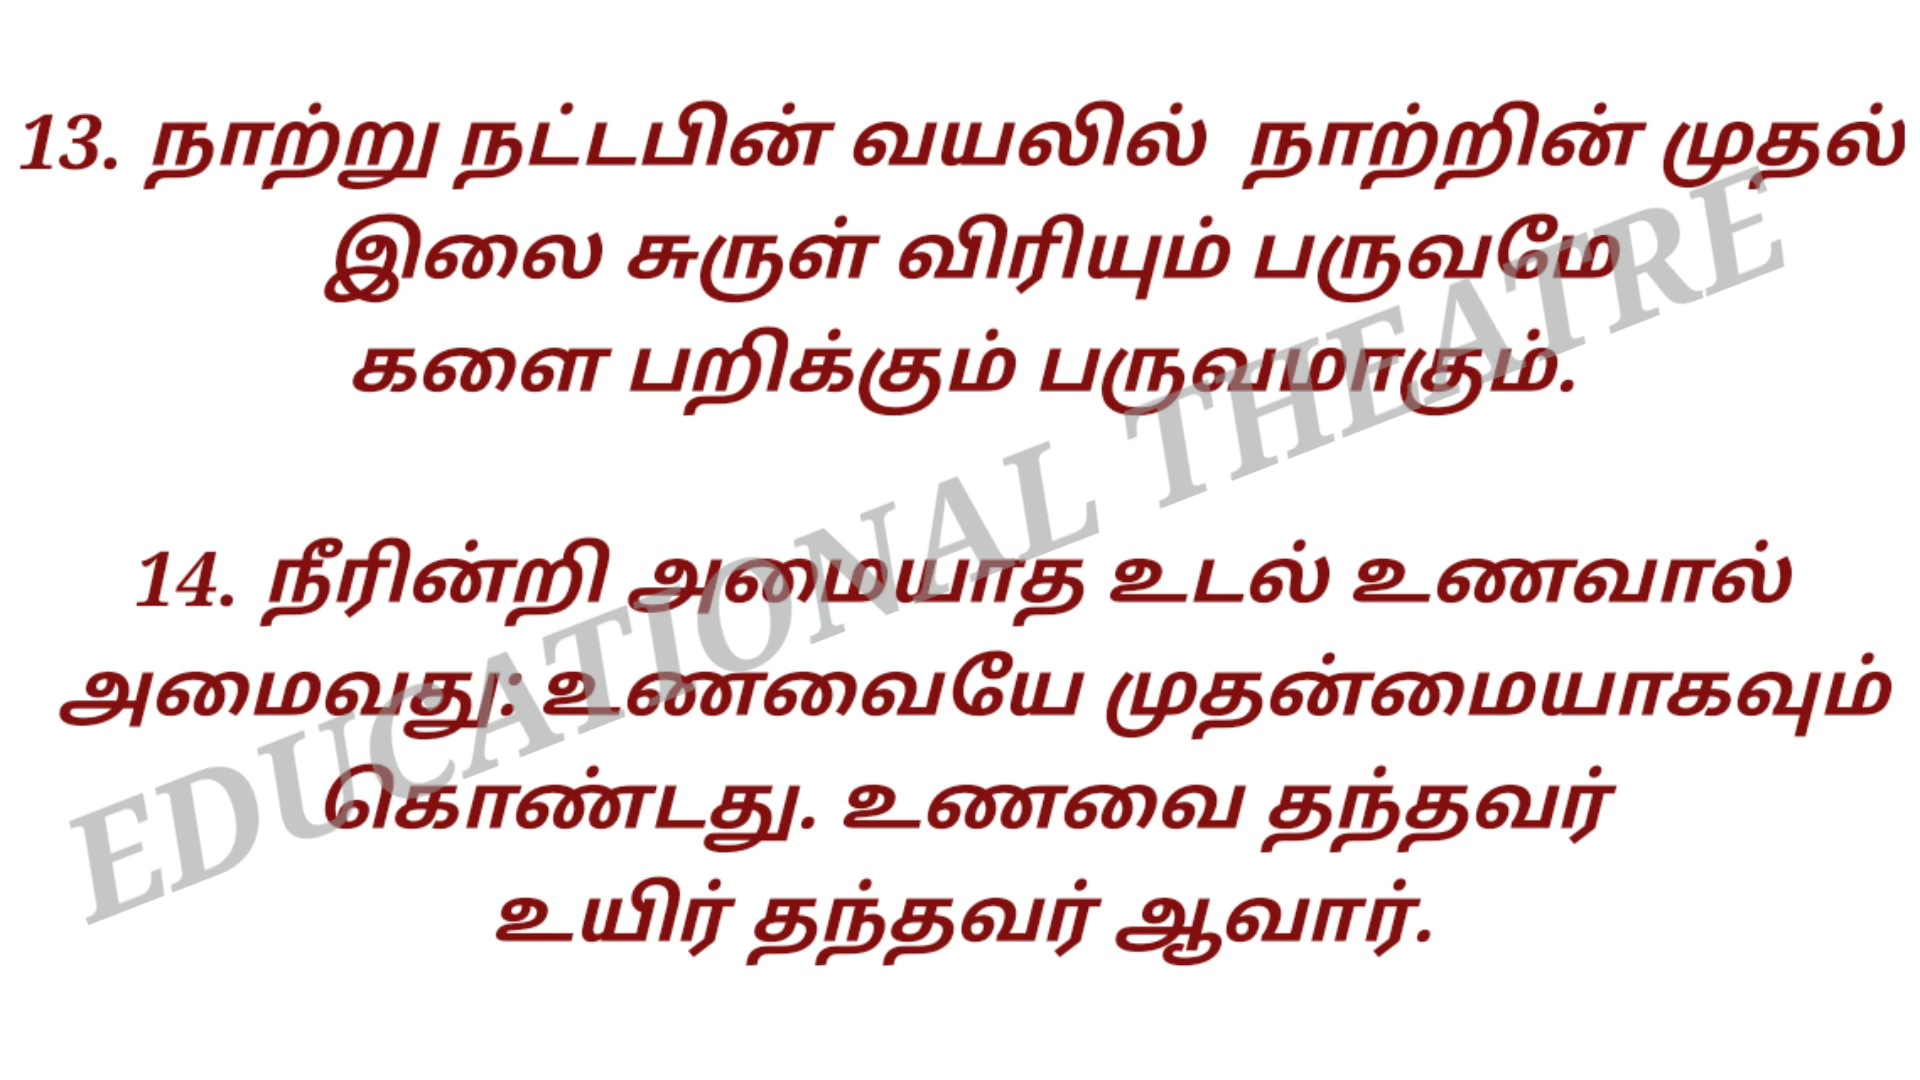 13. நாற்று நட்டபின் வயலில் நாற்றின் முதல்
இலை சுருள் விரியும் பருவமே
களை பறிக்கும் பருவமாகும்.
14. நீரின்றி அமையாத உடல் உணவால்
அமைவது: உணவையே முதன்மையாகவும்
கொண்டது. உணவை தந்தவர்
உயிர் தந்தவர் ஆவார்.
EDUCATIONAL THEATRE